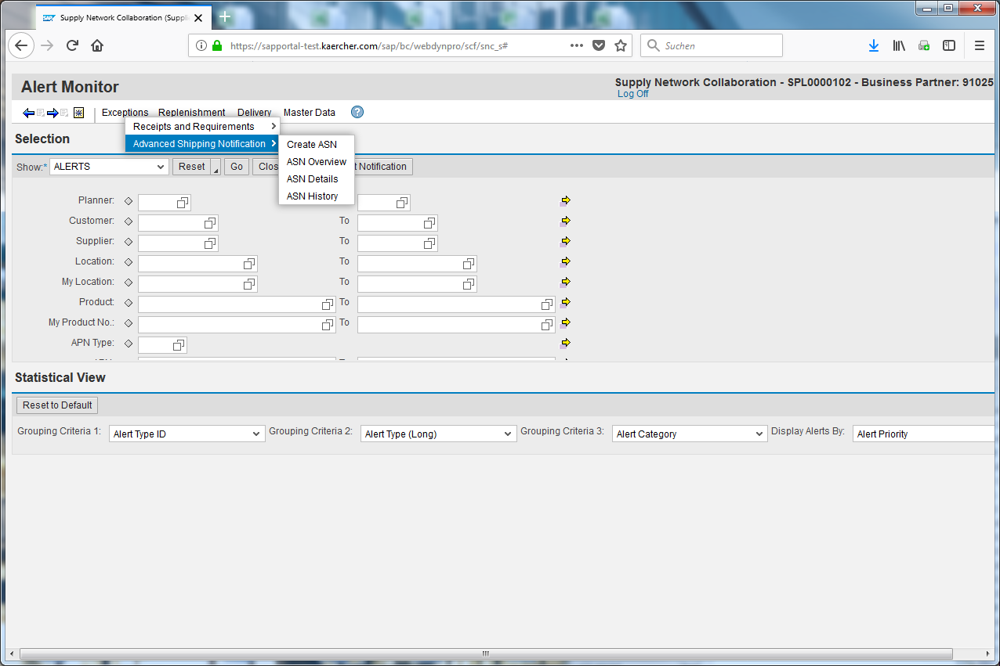 Supply Network Collaboration (Suppl
https://sapportal-test.kaercher.com/sap/bc/webdynpro/scf/snc_s#
Suchen
Alert Monitor
Supply Network Collaboration - SPL0000102 - Business Partner: 91025
Log Off
Exceptions Replenishment Delivery Master Data
Receipts and Requirements
Advanced Shipping Notification
Create ASN
ASN Overview
ASN Details
ASN History
Selection
Show:* ALERTS Reset Go Clos t Notification
Planner:
Customer: To
Supplier: To
Location: To
My Location: To
Product: To
My Product No.: To
APN Type:
Statistical View
Reset to Default
Grouping Criteria 1: Alert Type ID Grouping Criteria 2: Alert Type (Long) Grouping Criteria 3: Alert Category Display Alerts By: Alert Priority